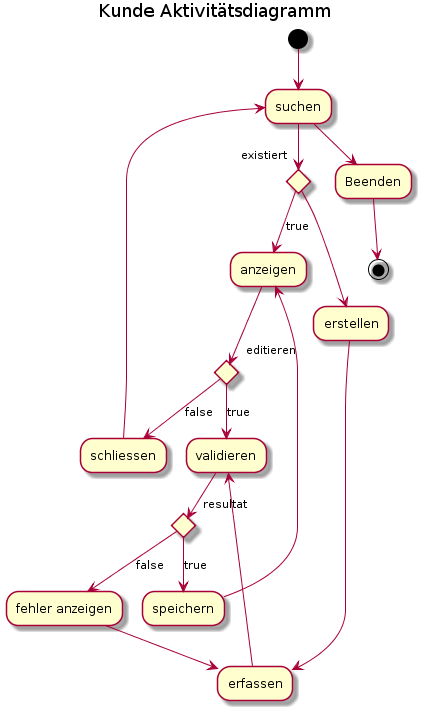 Kunde Aktivitätsdiagramm
suchen
existiert
Beenden
true
anzeigen
erstellen
editieren
false
true
schliessen
validieren
resultat
false
true
fehler anzeigen
speichern
erfassen